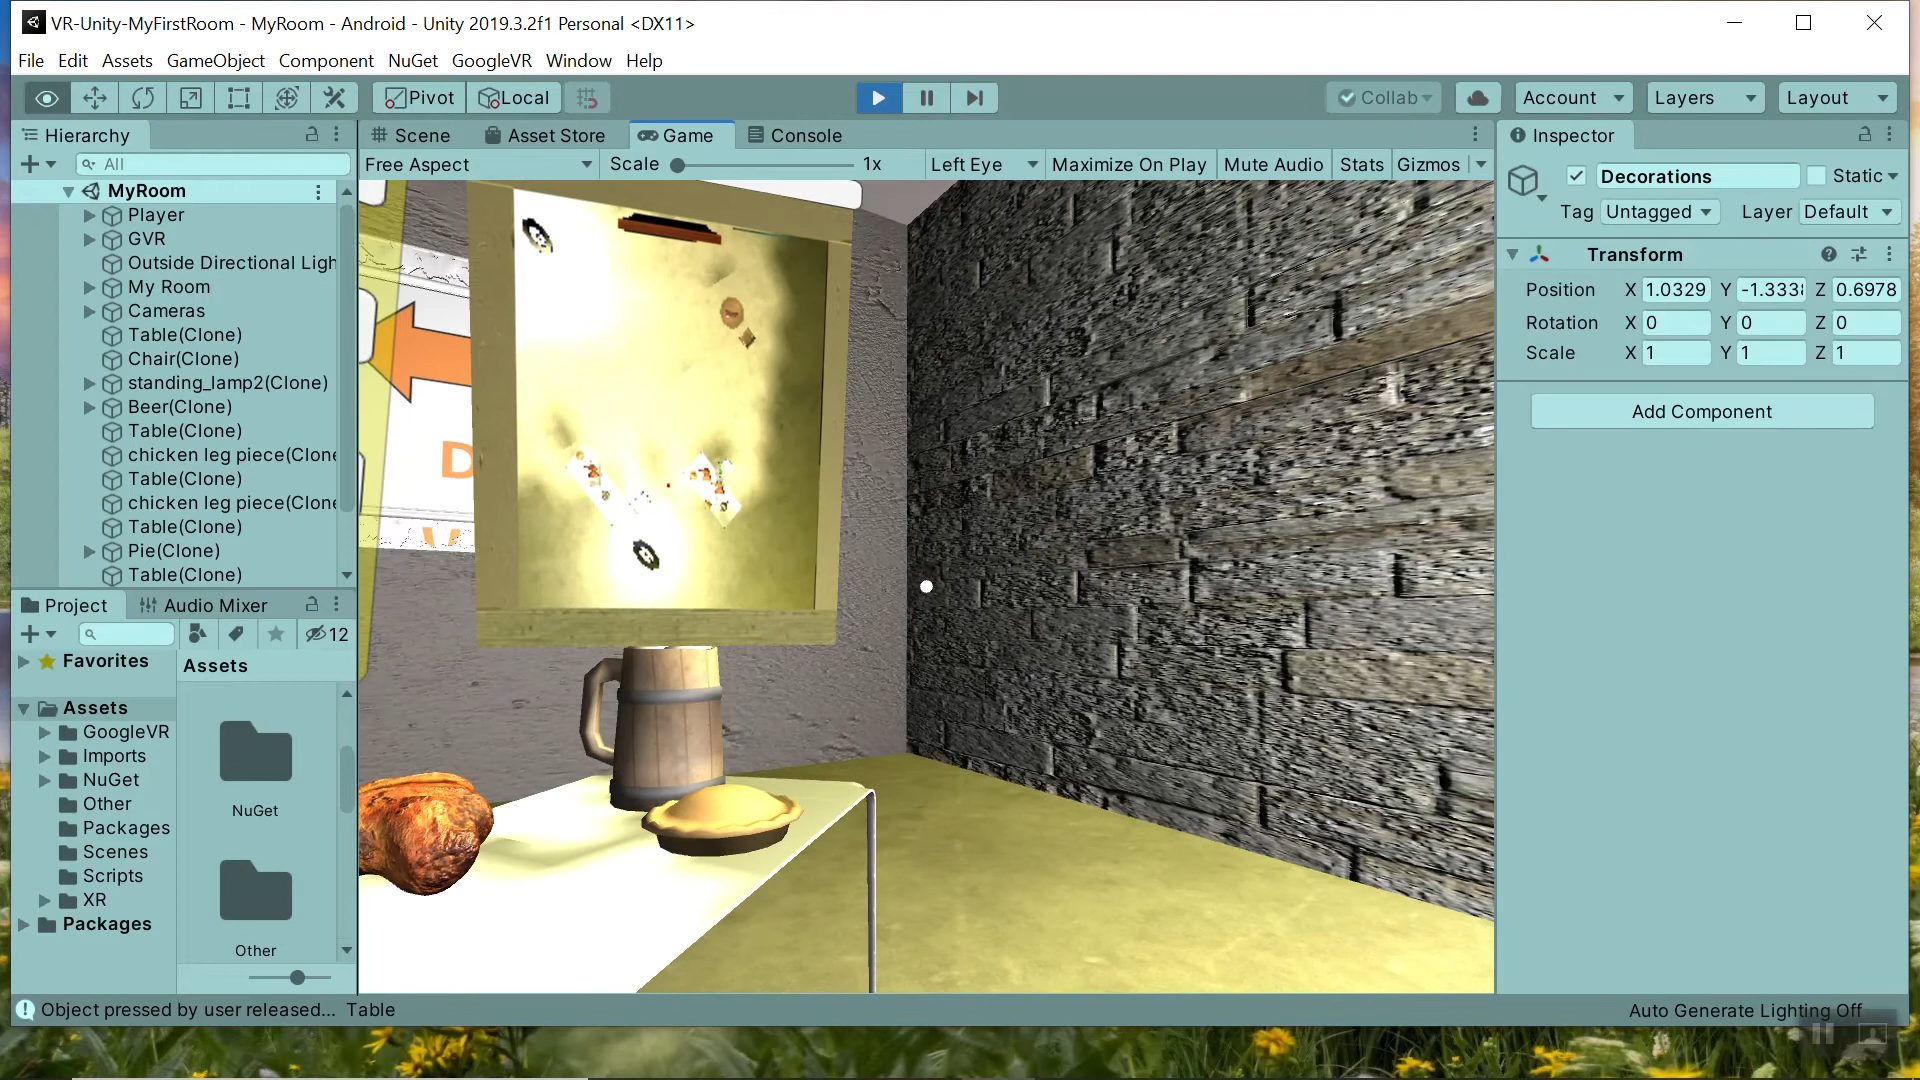 VR-Unity-MyFirstRoom - MyRoom - Android - Unity 2019.3.2f1 Personal <DX11>
File Edit Assets GameObject Component NuGet GoogleVR Window Help
Pivot Local Collab Account Layers Layout
Hierarchy Scene Asset Store Game Console Inspector
All Free Aspect Scale 1x Left Eye Maximize On Play Mute Audio Stats Gizmos
Decorations Static
Tag Untagged Layer Default
MyRoom
Player
GVR
Outside Directional Ligh
My Room
Cameras
Table(Clone)
Chair(Clone)
standing_lamp2(Clone)
Beer(Clone)
Table(Clone)
chicken leg piece(Clone
Table(Clone)
chicken leg piece(Clone
Table(Clone)
Pie(Clone)
Table(Clone)
Transform
Position X 1.0329 Y -1.333 Z 0.6978
Rotation X 0 Y 0 Z 0
Scale X 1 Y 1 Z 1
Add Component
D
Project Audio Mixer
12
Favorites
Assets
GoogleVR
Imports
NuGet
Other
Packages
Scenes
Scripts
XR
Packages
Assets
NuGet
Other
Object pressed by user released... Table
Auto Generate Lighting Off